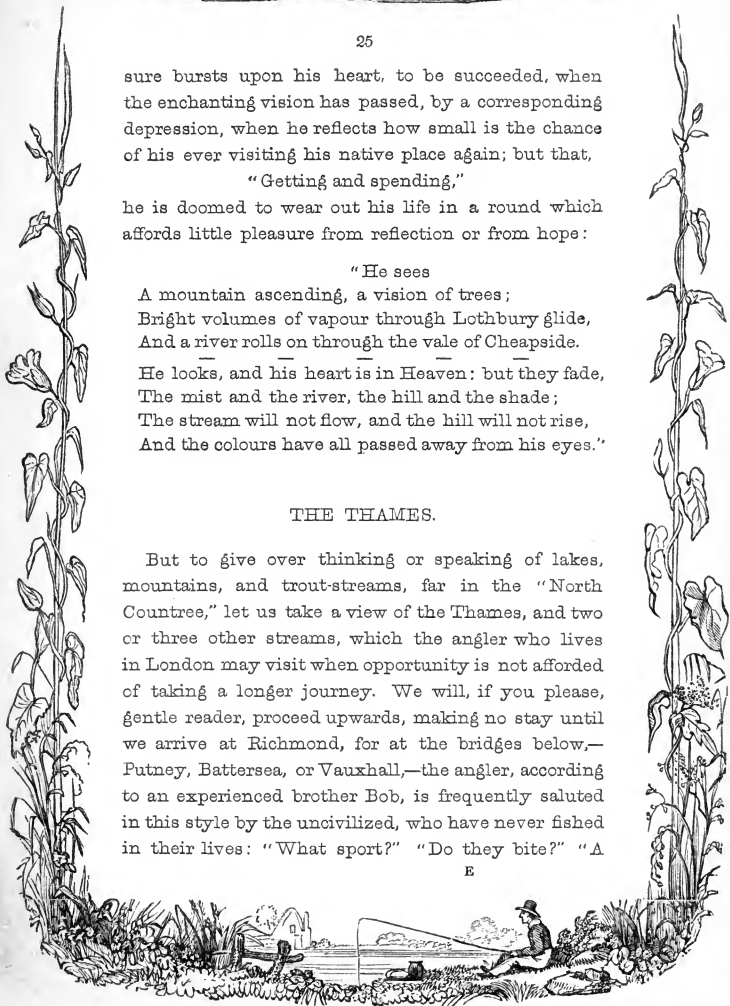 25
sure bursts upon his heart, to be succeeded, when
the enchanting vision has passed, by a corresponding
depression, when he reflects how small is the chance
of his ever visiting his native place again; but that,
"Getting and spending,"
he is doomed to wear out his life in a round which
affords little pleasure from reflection or from hope:
"He sees
A mountain ascending, a vision of trees;
Bright volumes of vapour through Lothbury glide,
And a river rolls on through the vale of Cheapside.
— — — — —
He looks, and his heart is in Heaven: but they fade,
The mist and the river, the hill and the shade;
The stream will not flow, and the hill will not rise,
And the colours have all passed away from his eyes."
THE THAMES.
But to give over thinking or speaking of lakes,
mountains, and trout-streams, far in the "North
Countree," let us take a view of the Thames, and two
or three other streams, which the angler who lives
in London may visit when opportunity is not afforded
of taking a longer journey. We will, if you please,
gentle reader, proceed upwards, making no stay until
we arrive at Richmond, for at the bridges below,—
Putney, Battersea, or Vauxhall,—the angler, according
to an experienced brother Bob, is frequently saluted
in this style by the uncivilized, who have never fished
in their lives: "What sport?" "Do they bite?" "A
E